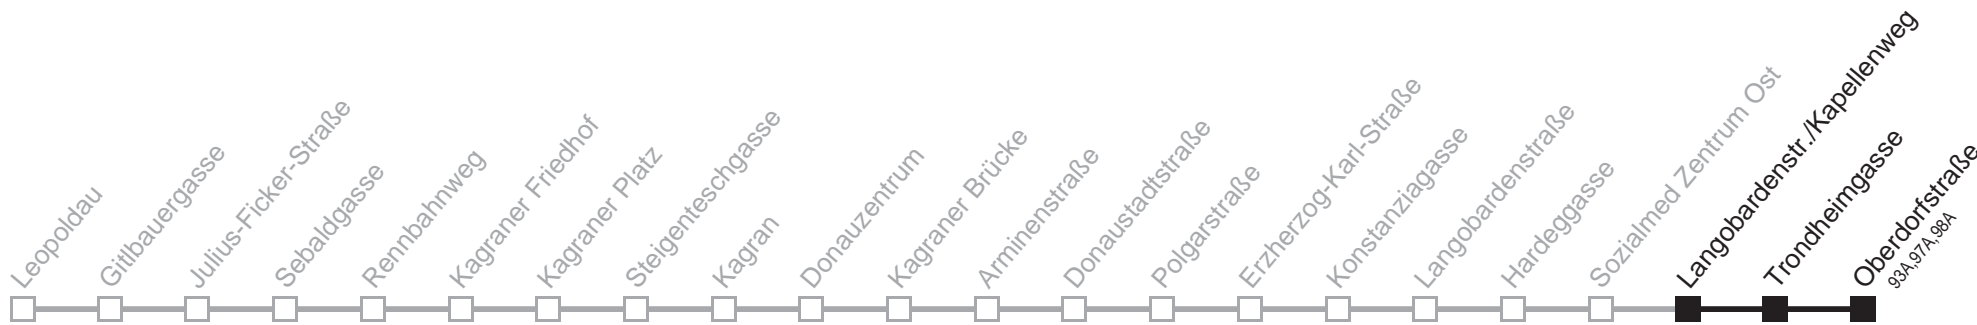 Leopoldau
Gitlbauergasse
Julius-Ficker-Straße
Sebaldgasse
Rennbahnweg
Kagraner Friedhof
Kagraner Platz
Steigenteschgasse
Kagran
Donauzentrum
Kagraner Brücke
Arminenstraße
Donaustadtstraße
Polgarstraße
Erzherzog-Karl-Straße
Konstanziagasse
Langobardenstraße
Hardeggasse
Sozialmed Zentrum Ost
Langobardenstr./Kapellenweg
Trondheimgasse
Oberdorfstraße
93A,97A,98A